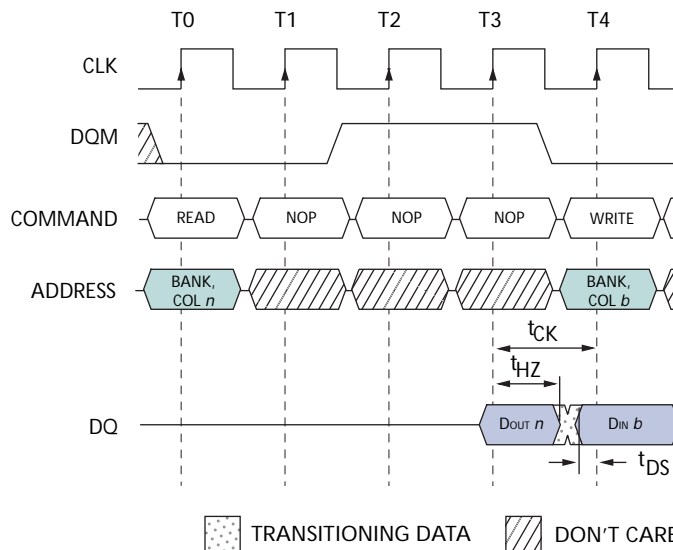 T0 T1 T2 T3 T4
CLK
DQM
COMMAND READ NOP NOP NOP WRITE
ADDRESS BANK, COL n BANK, COL b
tCK
tHZ
DQ DOUT n DIN b
tDS
TRANSITIONING DATA DON'T CARE